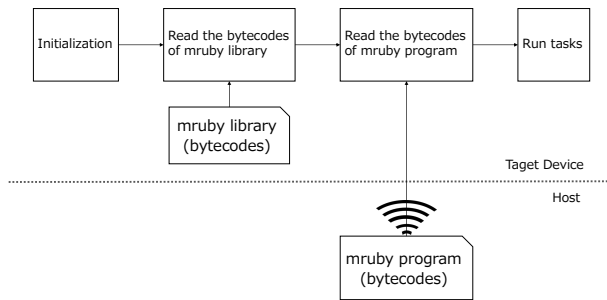 Initialization
Read the bytecodes
of mruby library
Read the bytecodes
of mruby program
Run tasks
mruby library
(bytecodes)
Taget Device
Host
mruby program
(bytecodes)